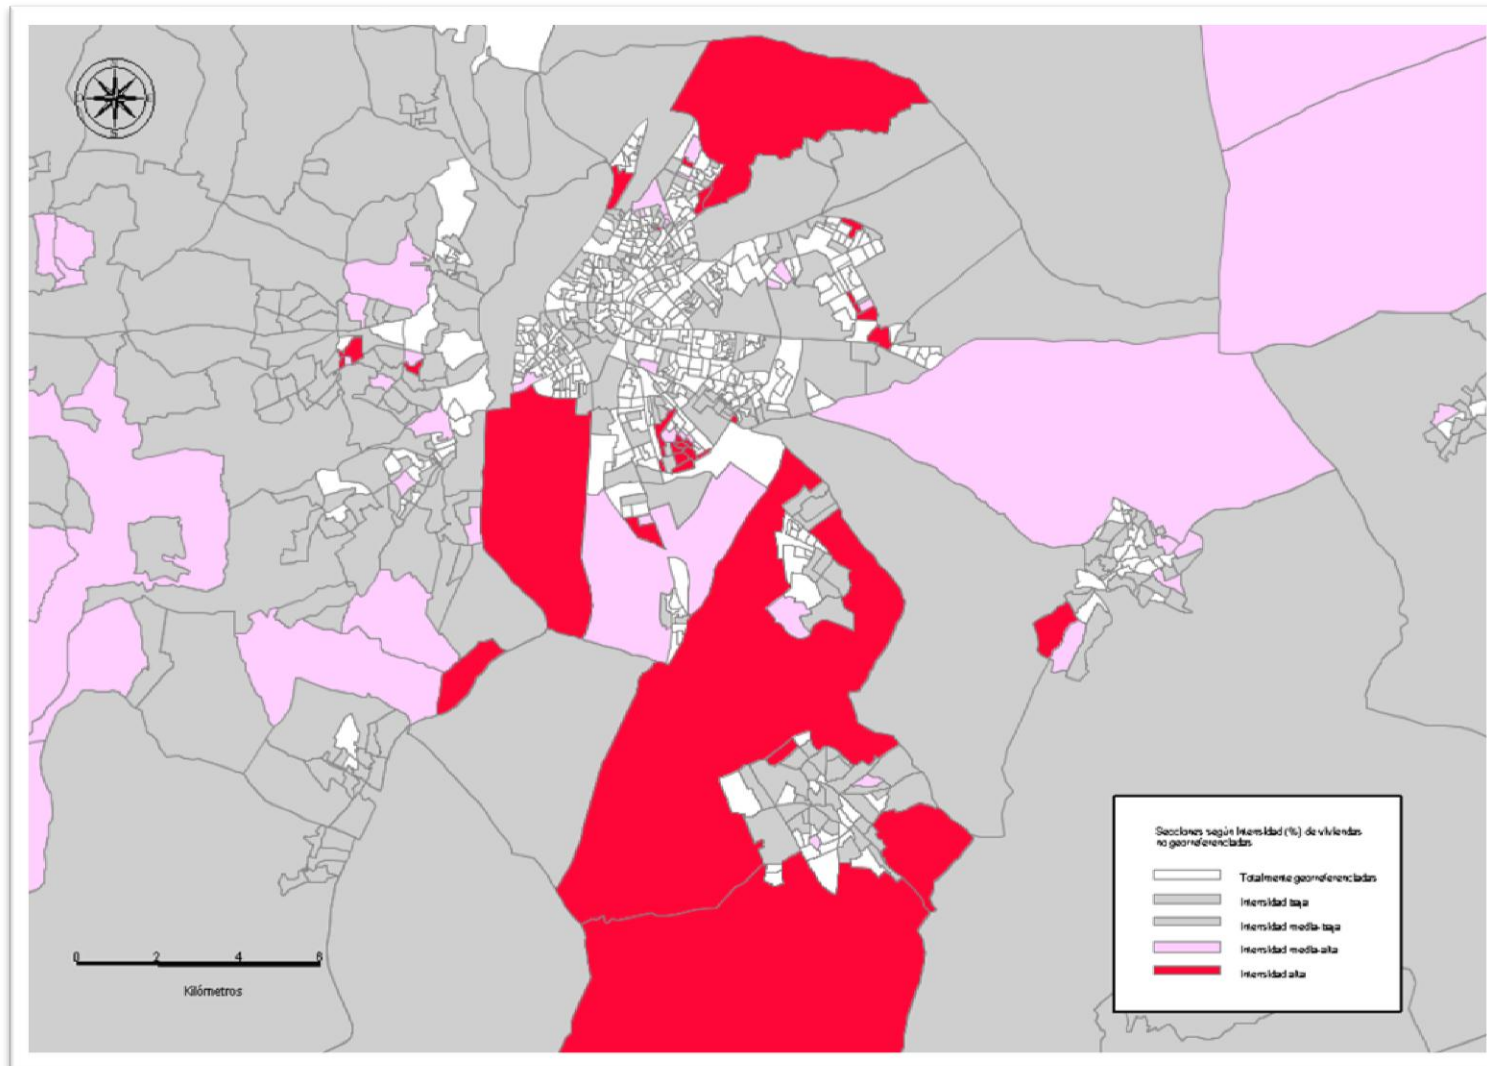 Secciones según Intensidad (%) de viviendas
no georreferenciadas
Totalmente georreferenciadas
Intensidad baja
Intensidad media-baja
Intensidad media-alta
Intensidad alta
0 2 4 6
Kilómetros